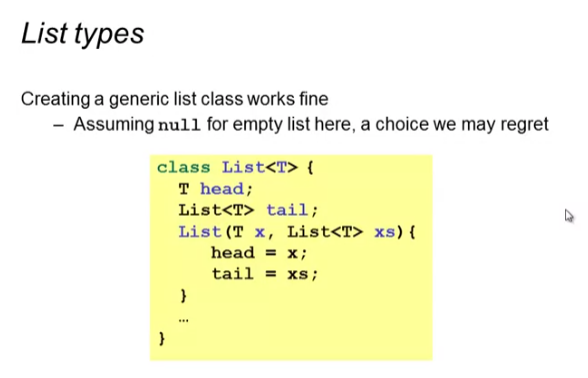 List types
Creating a generic list class works fine
– Assuming null for empty list here, a choice we may regret
class List<T> {
T head;
List<T> tail;
List(T x, List<T> xs){
head = x;
tail = xs;
}
…
}